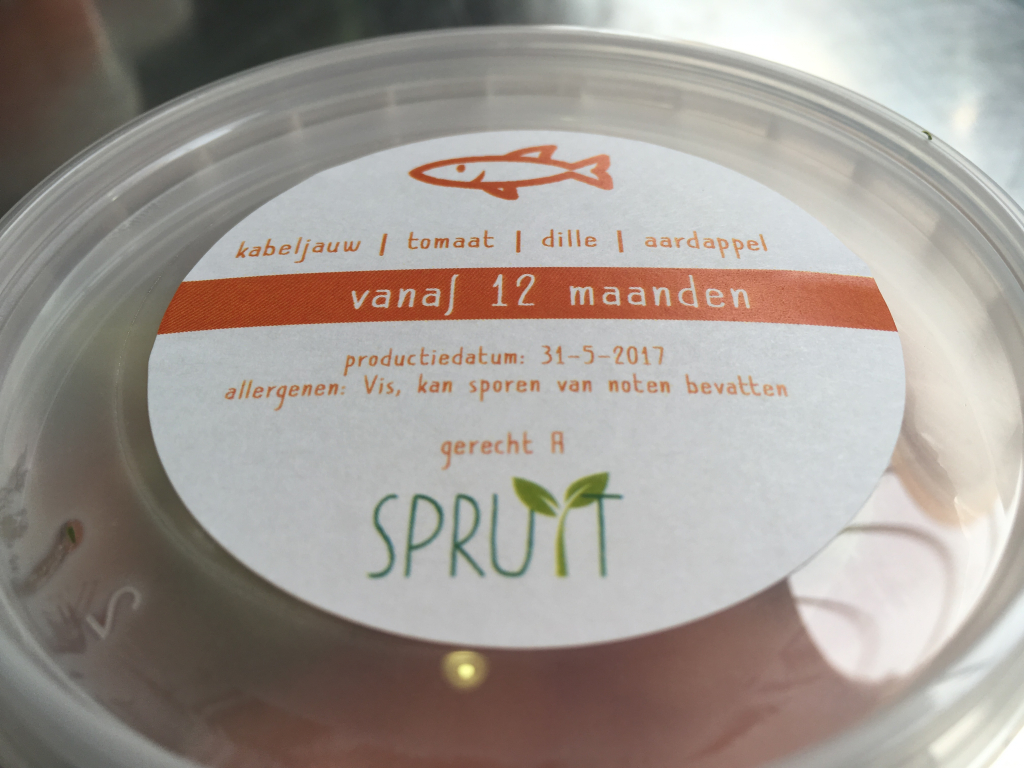 kabeljauw | tomaat | dille | aardappel
vanaf 12 maanden
productiedatum: 31-5-2017
allergenen: Vis, kan sporen van noten bevatten
gerecht A
SPRUYT